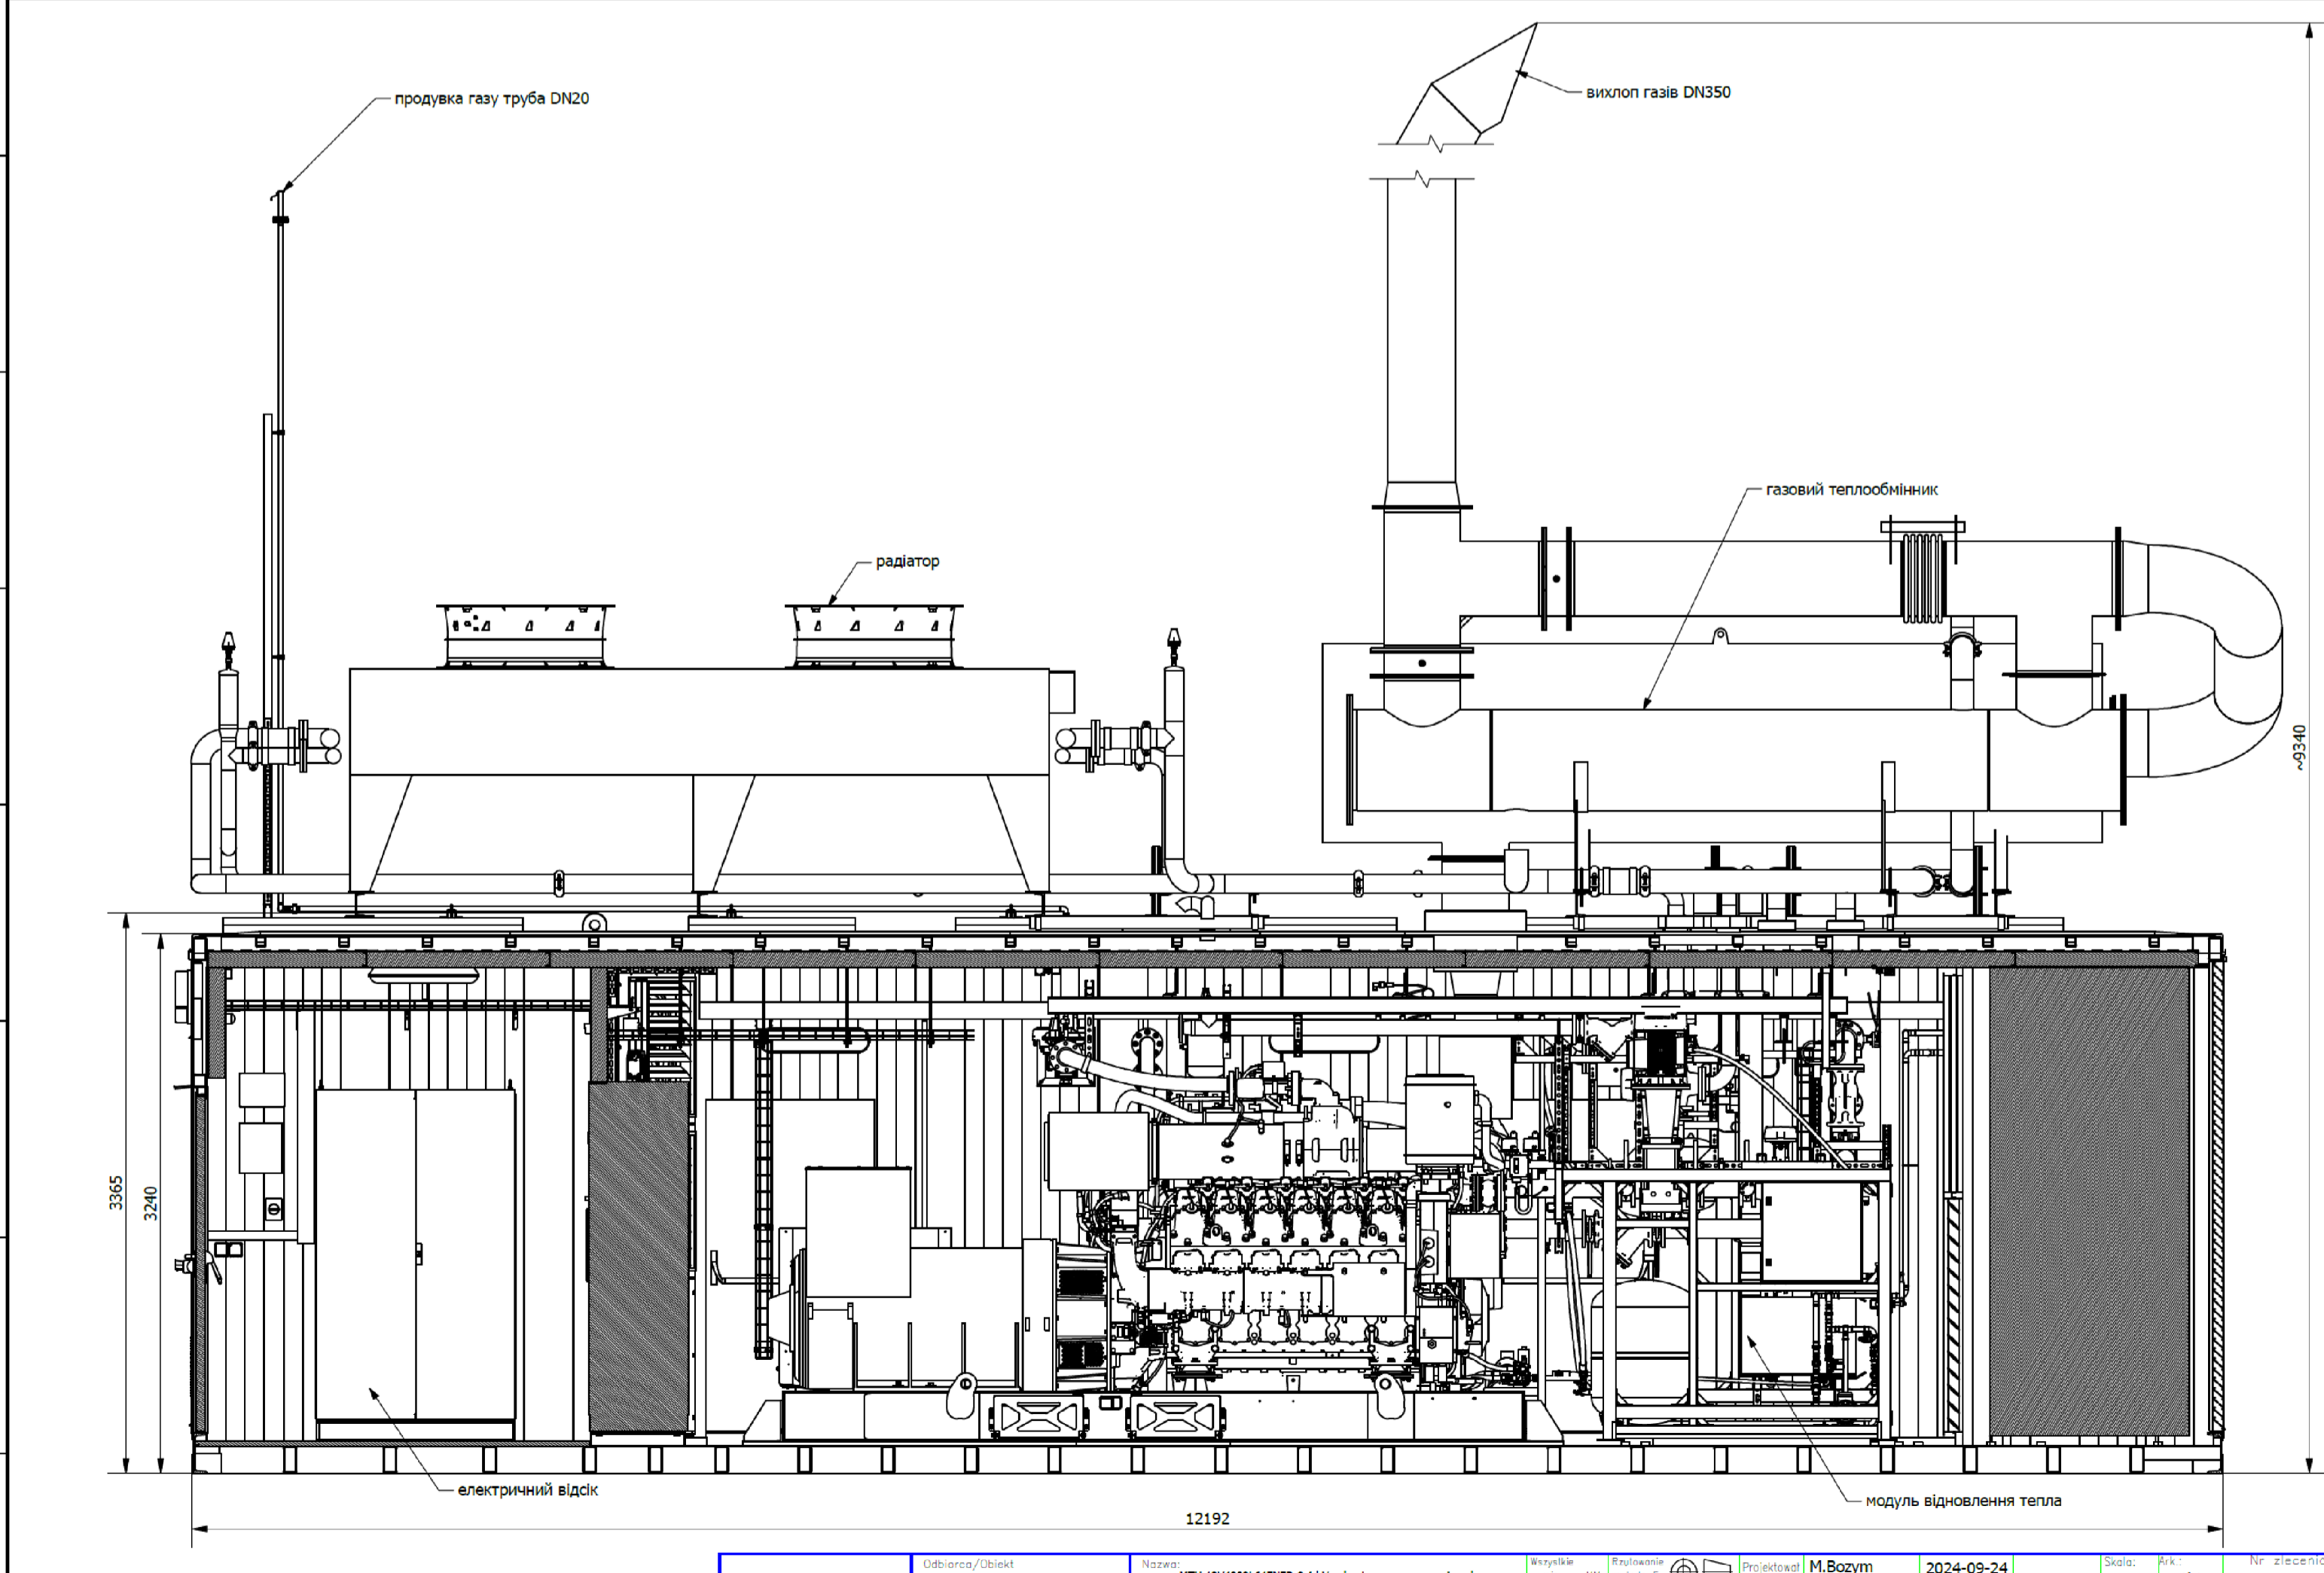 продувка газу труба DN20
вихлоп газів DN350
газовий теплообмінник
радіатор
~9340
3365
3240
електричний відсік
модуль відновлення тепла
12192
Odbiorca/Obiekt
Nazwa:
Wszystkie
Rzutowanie
Projektował M.Bozym 2024-09-24
Skala:
Ark.:
Nr zlecenia